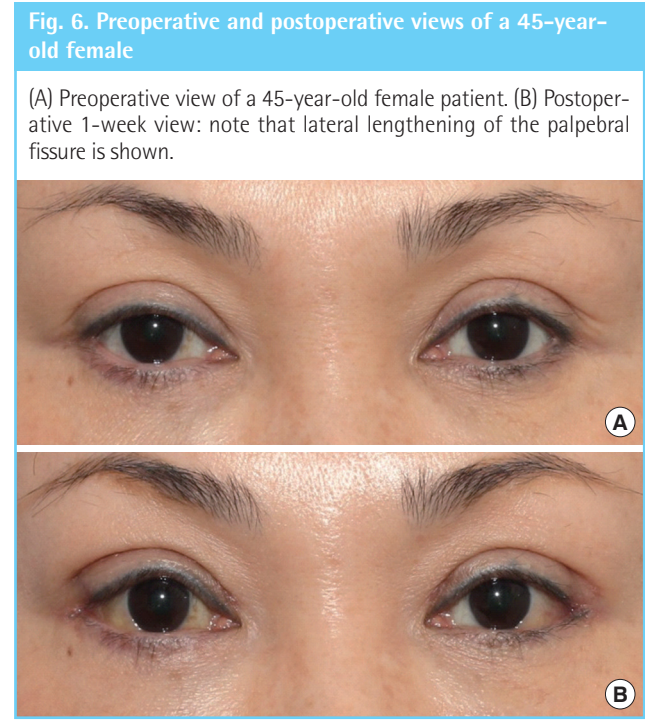 Fig. 6. Preoperative and postoperative views of a 45-year-
old female
(A) Preoperative view of a 45-year-old female patient. (B) Postoper-
ative 1-week view: note that lateral lengthening of the palpebral
fissure is shown.
A
B